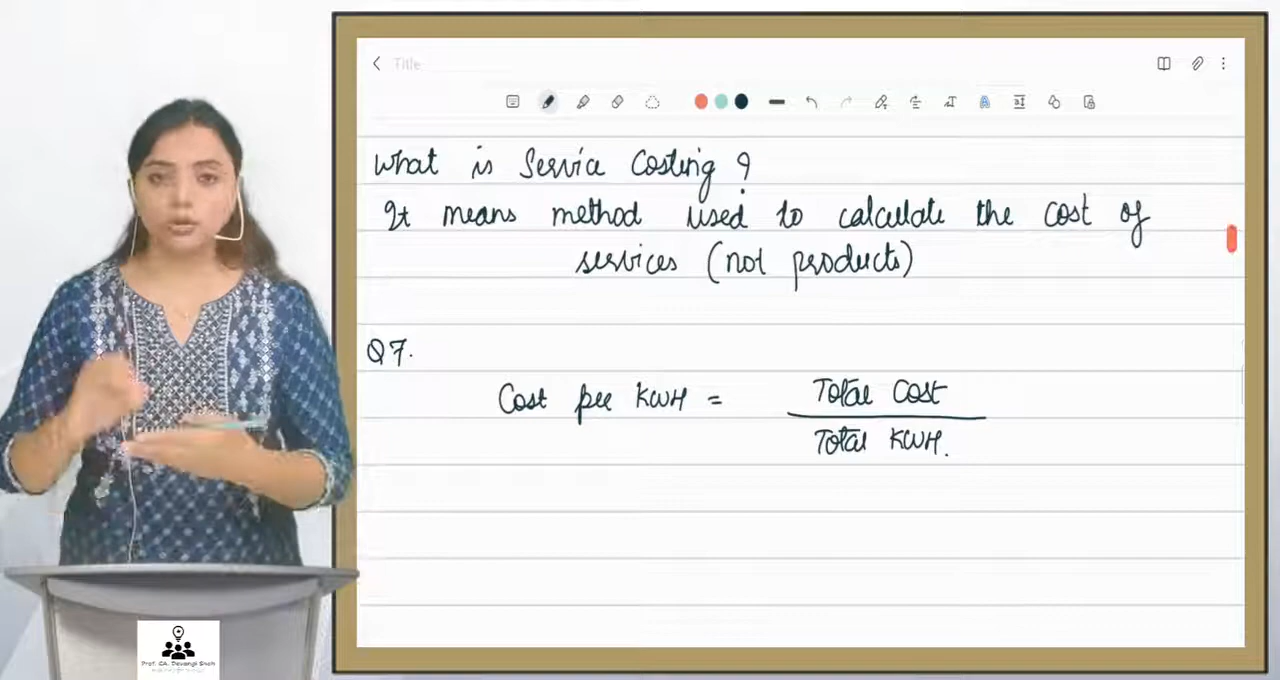 Title
What is Service Costing ?
It means method used to calculate the cost of
services (not products)
Q7.
Cost per KWH = Total Cost
Total KWH.
Prof. CA. Devangi Shah